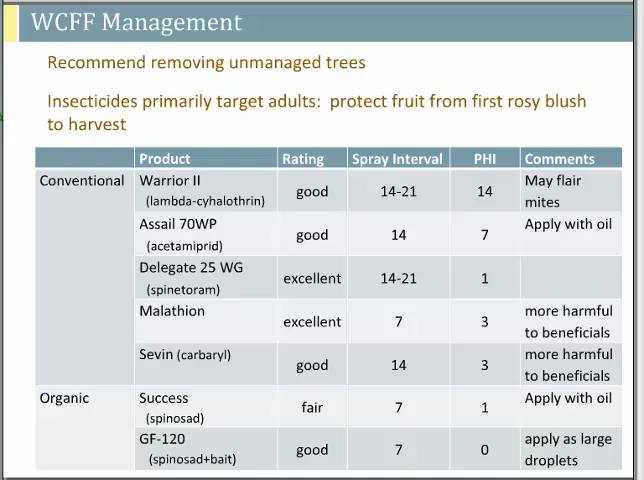 WCFF Management
Recommend removing unmanaged trees
Insecticides primarily target adults: protect fruit from first rosy blush
to harvest
Product Rating Spray Interval PHI Comments
Conventional Warrior II (lambda-cyhalothrin) good 14-21 14 May flair mites
Assail 70WP (acetamiprid) good 14 7 Apply with oil
Delegate 25 WG (spinetoram) excellent 14-21 1
Malathion excellent 7 3 more harmful to beneficials
Sevin (carbaryl) good 14 3 more harmful to beneficials
Organic Success (spinosad) fair 7 1 Apply with oil
GF-120 (spinosad+bait) good 7 0 apply as large droplets